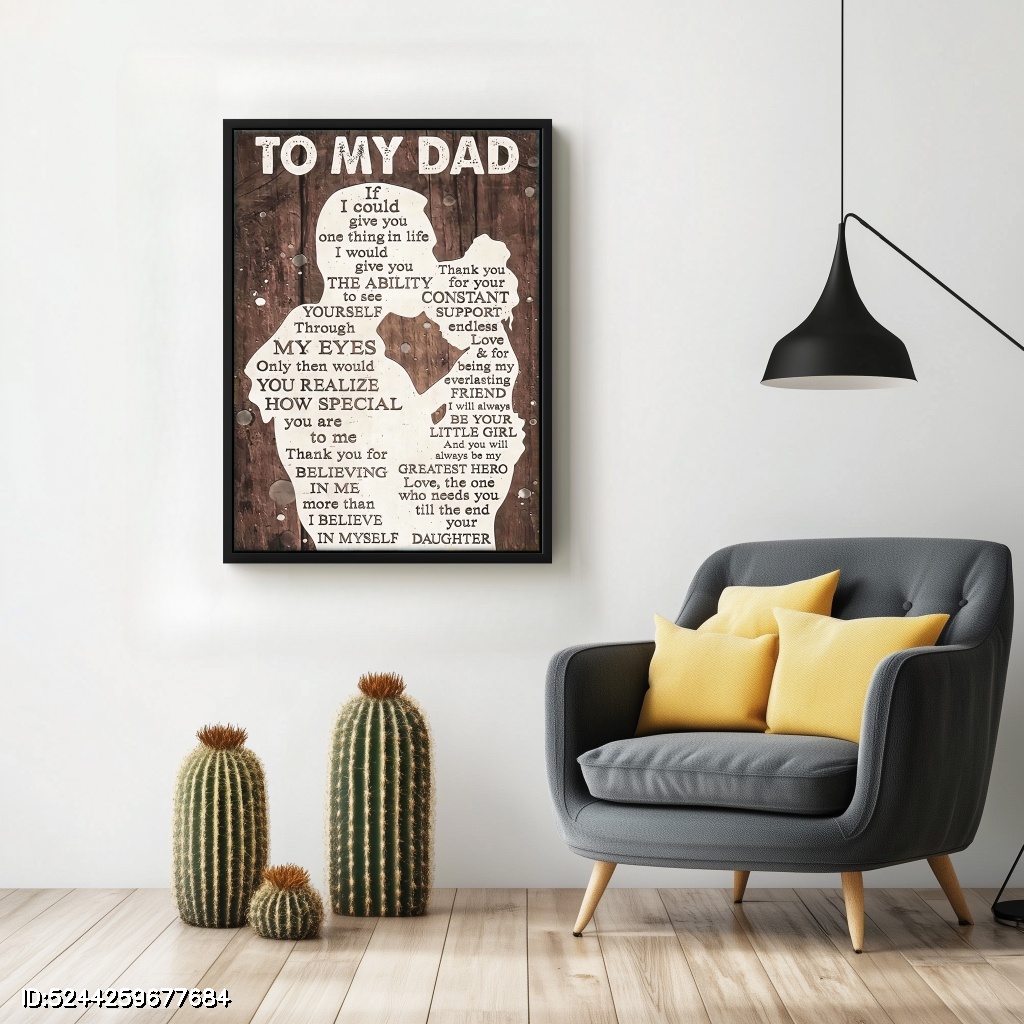 TO MY DAD
If
I could
give you
one thing in life
I would
give you
THE ABILITY
to see
YOURSELF
Through
MY EYES
Only then would
YOU REALIZE
HOW SPECIAL
you are
to me
Thank you for
BELIEVING
IN ME
more than
I BELIEVE
IN MYSELF
Thank you
for your
CONSTANT
SUPPORT
endless
Love
& for
being my
everlasting
FRIEND
I will always
BE YOUR
LITTLE GIRL
And you will
always be my
GREATEST HERO
Love, the one
who needs you
till the end
your
DAUGHTER
ID:5244259677684